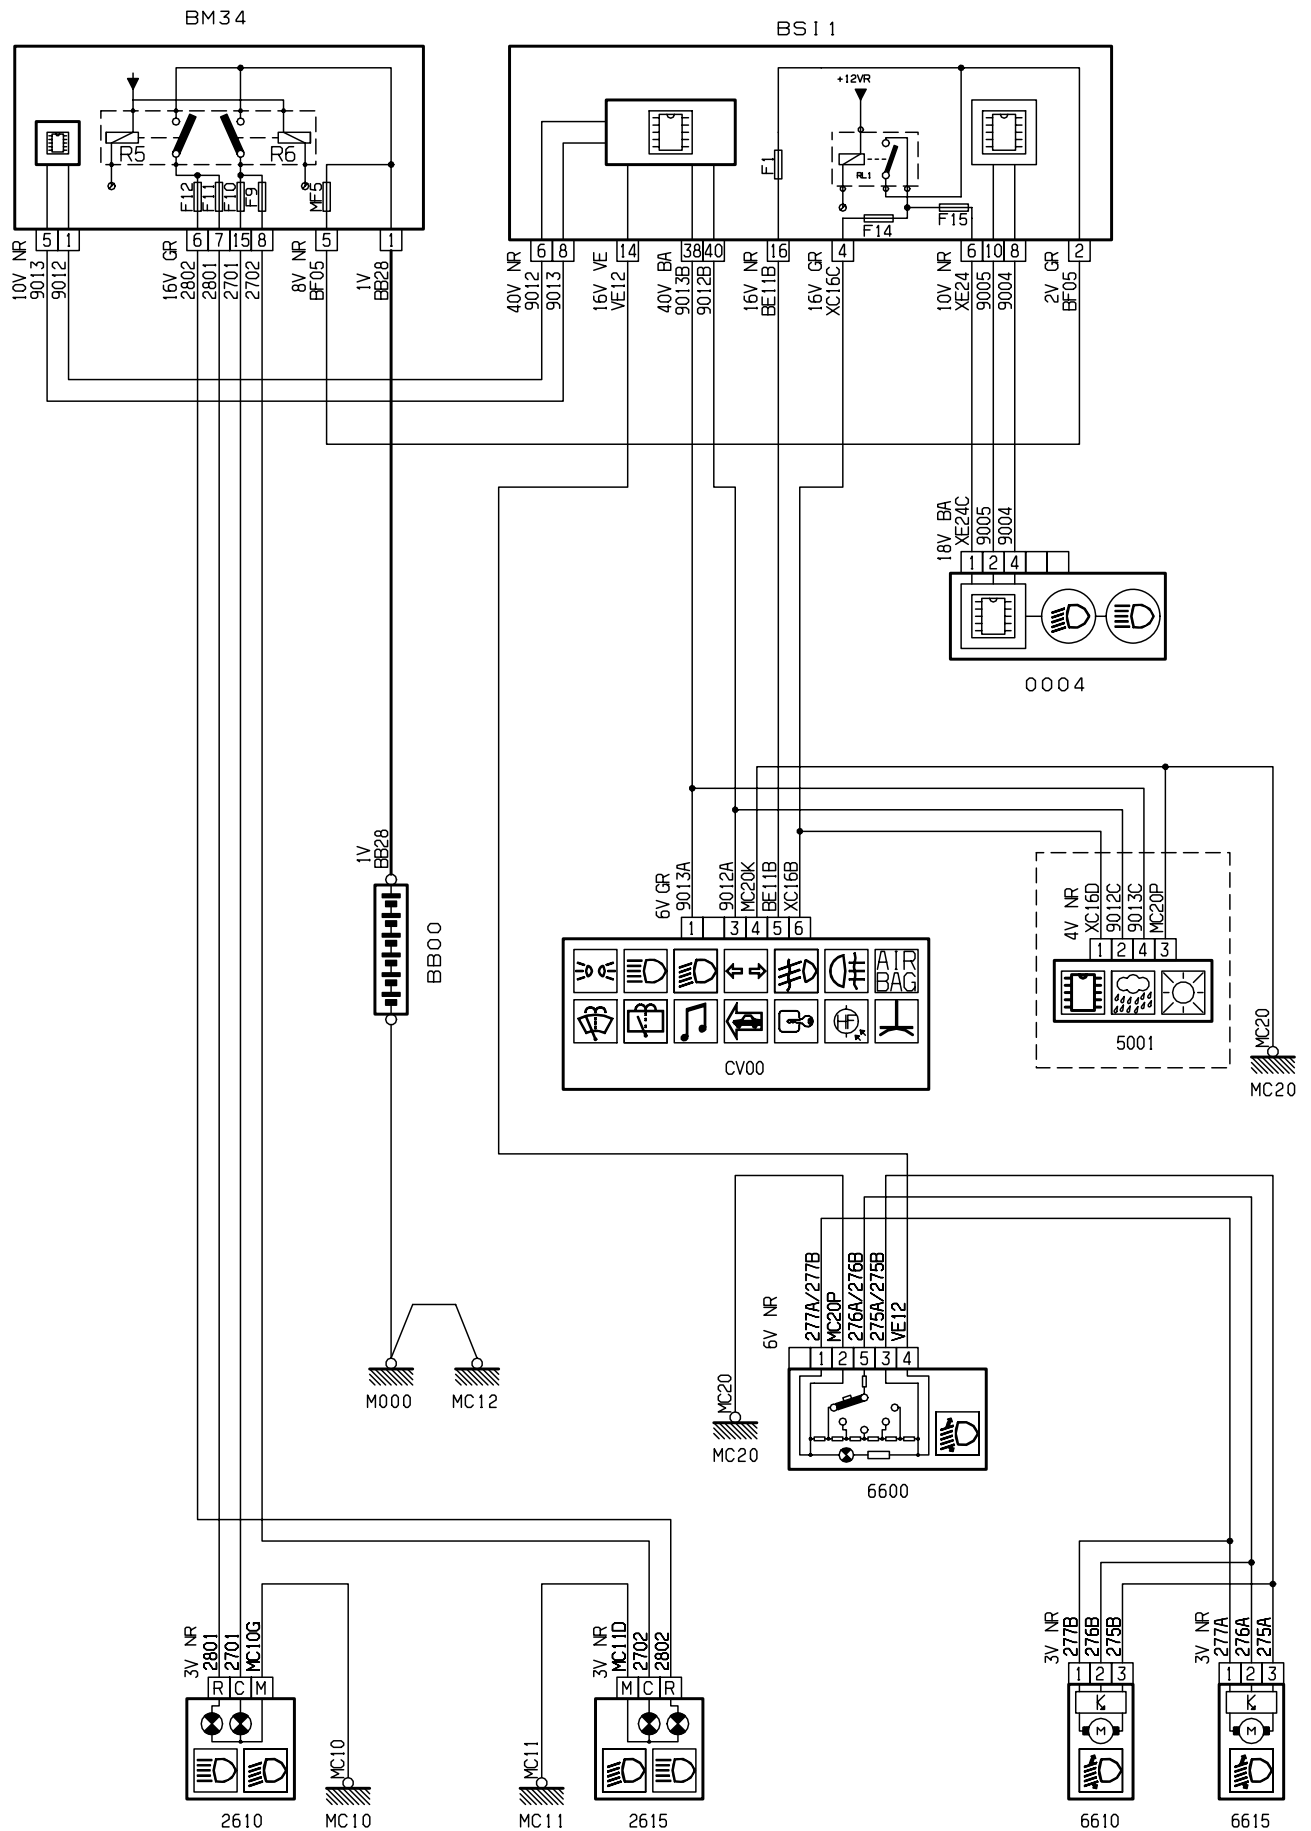 BM34
BSI1
+12VR
R5
R6
F12
F11
F10
F9
MF5
F1
RL1
F14
F15
5 1
6 7 15 8
5
1
6 8
14
38 40
16
4
6 10 8
2
10V NR
9013
9012
16V GR
2802
2801
2701
2702
8V NR
BF05
1V
BB28
40V NR
9012
9013
16V VE
VE12
40V BA
9013B
9012B
16V NR
BE11B
16V GR
XC16C
10V NR
XE24
9005
9004
2V GR
BF05
18V BA
XE24C
9005
9004
1 2 4
0004
1V
BB28
BB00
6V GR
9013A
9012A
MC20K
BE11B
XC16B
1 3 4 5 6
AIR
BAG
HF
CV00
4V NR
XC16D
9012C
9013C
MC20P
1 2 4 3
5001
MC20
MC20
6V NR
277A/277B
MC20P
276A/276B
275A/275B
VE12
1 2 5 3 4
6600
MC20
MC20
M000
MC12
3V NR
2801
2701
MC10G
R C M
2610
MC10
MC10
MC11
MC11
3V NR
MC11D
2702
2802
M C R
2615
3V NR
277B
276B
275B
1 2 3
K
M
6610
3V NR
277A
276A
275A
1 2 3
K
M
6615